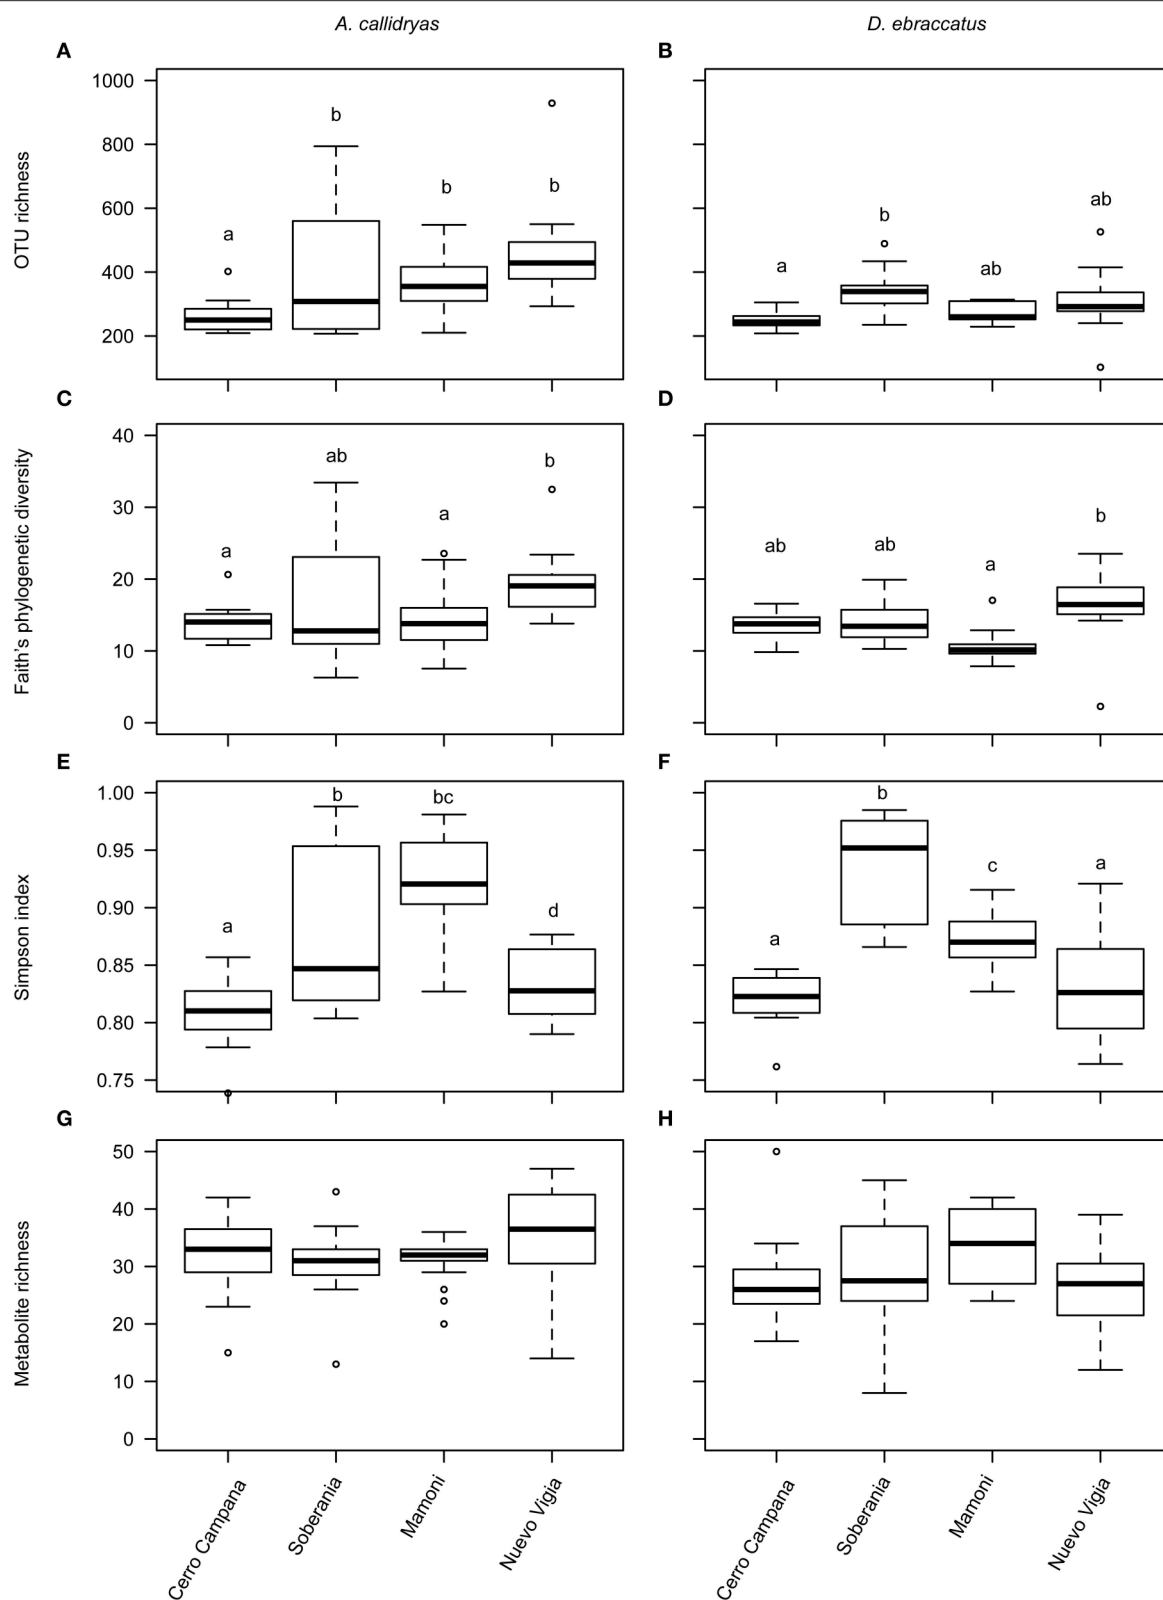 A. callidryas
D. ebraccatus
A
B
OTU richness
1000
800
600
400
200
a
b
b
b
a
b
ab
ab
C
D
Faith's phylogenetic diversity
40
30
20
10
0
a
ab
a
b
ab
ab
a
b
E
F
Simpson index
1.00
0.95
0.90
0.85
0.80
0.75
a
b
bc
d
a
b
c
a
G
H
Metabolite richness
50
40
30
20
10
0
Cerro Campana
Soberania
Mamoni
Nuevo Vigia
Cerro Campana
Soberania
Mamoni
Nuevo Vigia